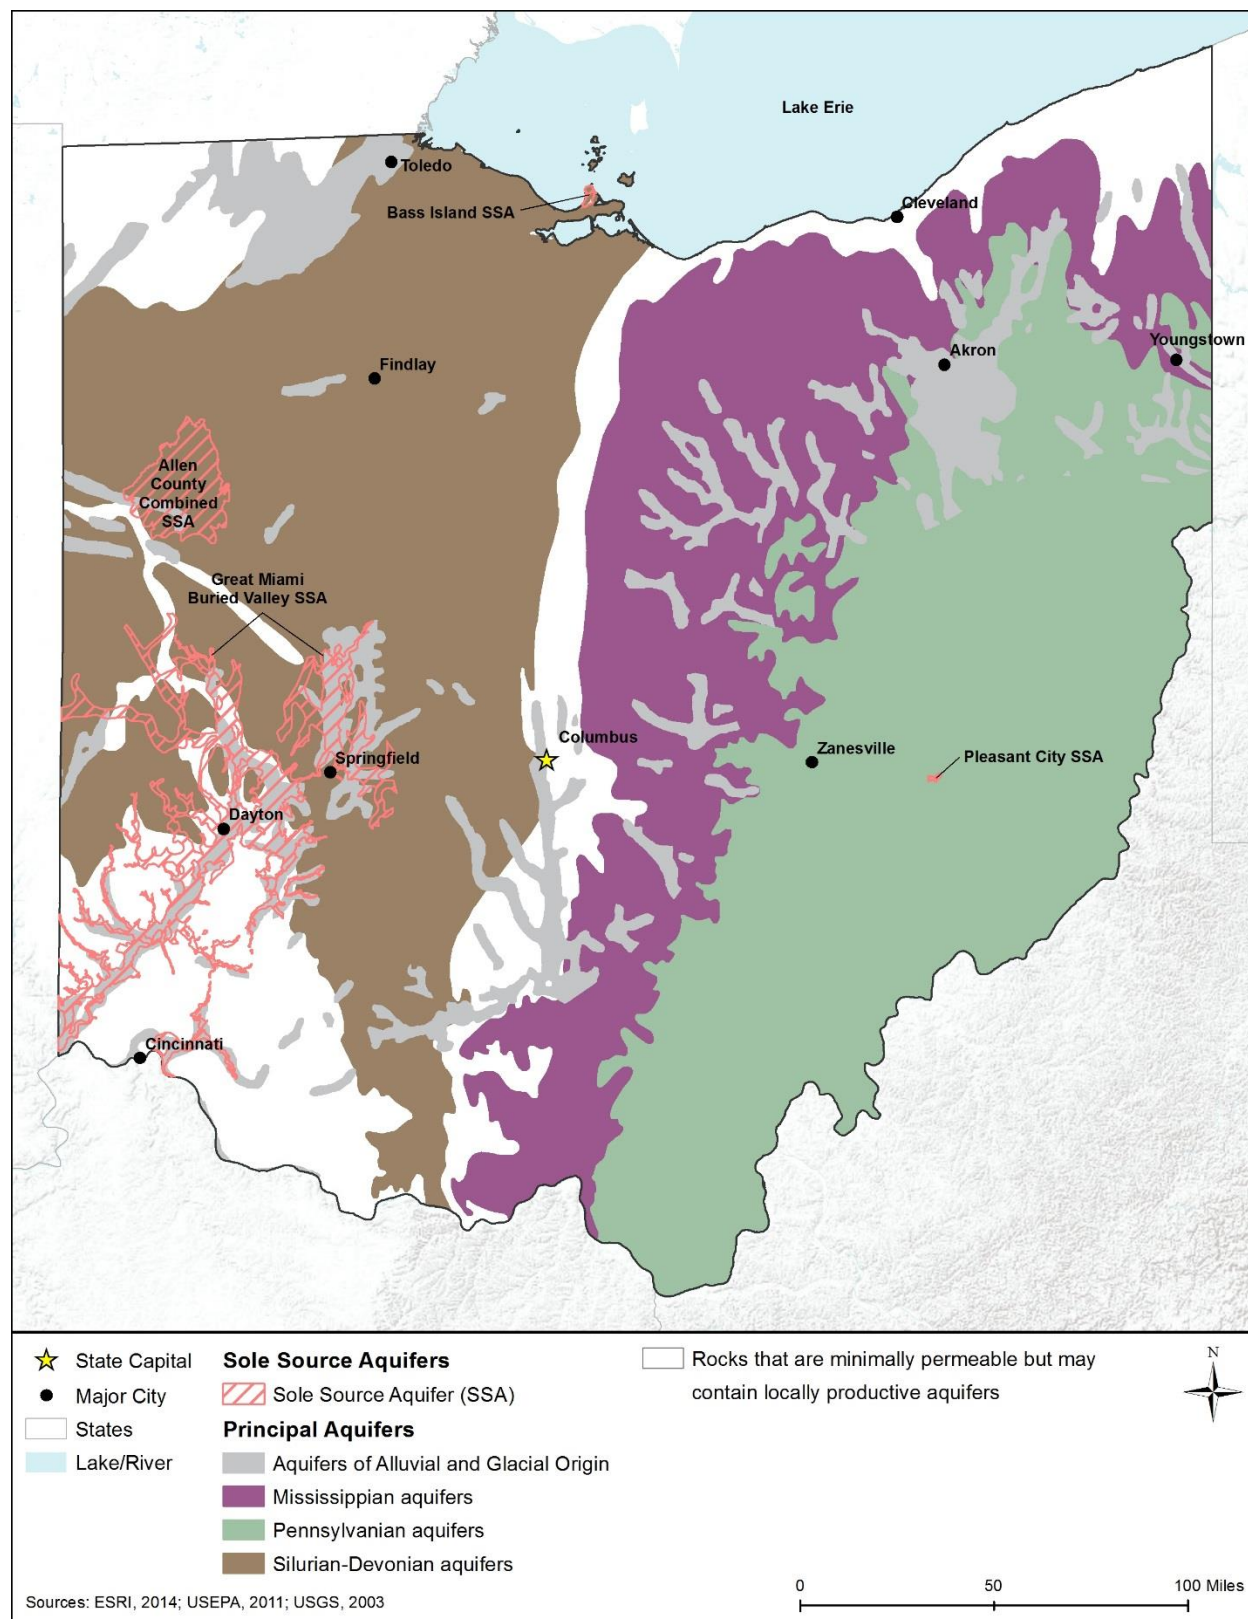 Lake Erie
Toledo
Bass Island SSA
Cleveland
Findlay
Akron
Youngstown
Allen
County
Combined
SSA
Great Miami
Buried Valley SSA
Columbus
Springfield
Zanesville
Pleasant City SSA
Dayton
Cincinnati
State Capital
Major City
States
Lake/River
Sole Source Aquifers
Sole Source Aquifer (SSA)
Principal Aquifers
Aquifers of Alluvial and Glacial Origin
Mississippian aquifers
Pennsylvanian aquifers
Silurian-Devonian aquifers
Rocks that are minimally permeable but may
contain locally productive aquifers
N
Sources: ESRI, 2014; USEPA, 2011; USGS, 2003
0 50 100 Miles